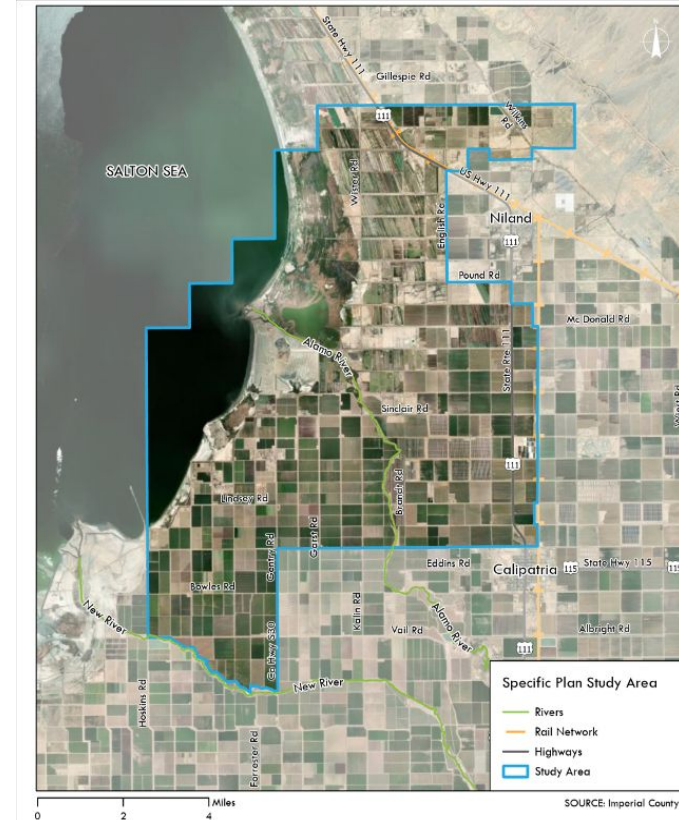 State Hwy 111
Gillespie Rd
N
111
Wilkins
Rd
SALTON SEA
Wister Rd
US Hwy 111
English Rd
Niland
111
Pound Rd
Mc Donald Rd
Alamo River
State Rte 111
Sinclair Rd
111
Brandt Rd
Lindsey Rd
Garst Rd
Gentry Rd
Eddins Rd
Calipatria
115
State Hwy 115
115
Bowles Rd
Kalin Rd
New River
Vail Rd
Alamo River
Albright Rd
Co Hwy S30
111
Hoskins Rd
New River
Forrester Rd
Specific Plan Study Area
Rivers
Rail Network
Highways
Study Area
Miles
0
2
4
SOURCE: Imperial County